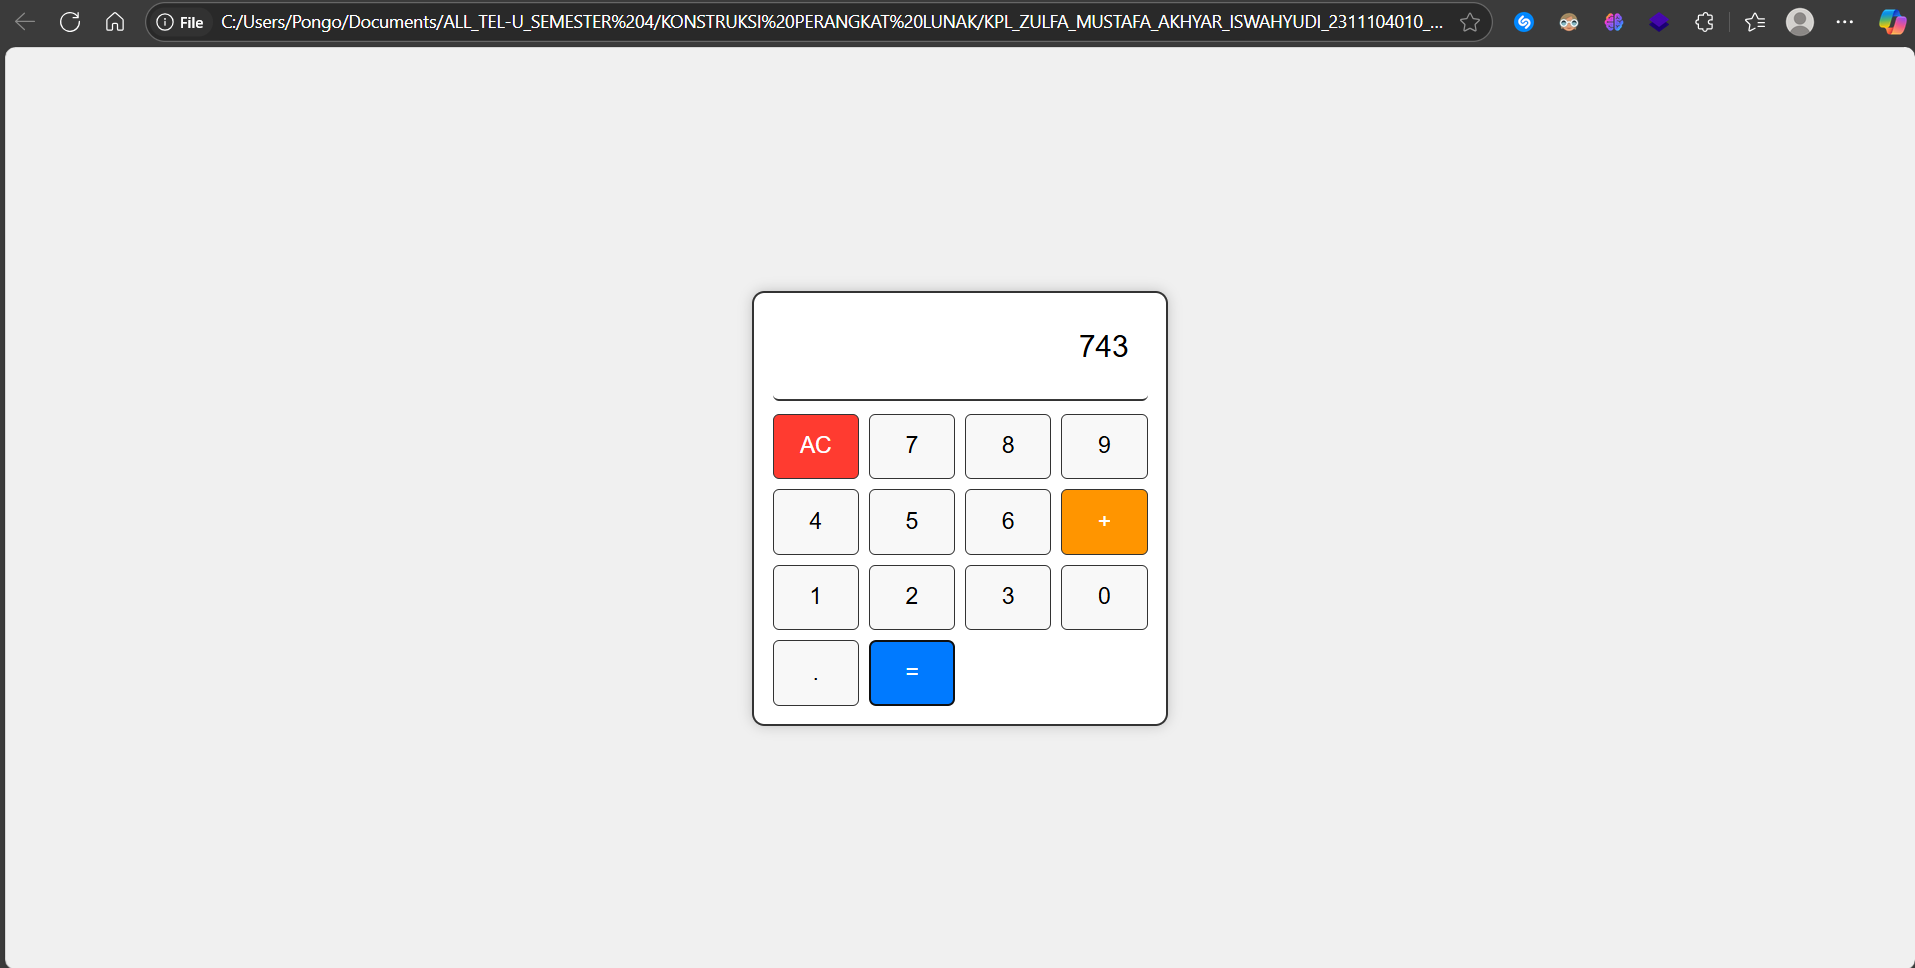 File C:/Users/Pongo/Documents/ALL_TEL-U_SEMESTER%204/KONSTRUKSI%20PERANGKAT%20LUNAK/KPL_ZULFA_MUSTAFA_AKHYAR_ISWAHYUDI_2311104010_...
743
AC 7 8 9
4 5 6 +
1 2 3 0
. =